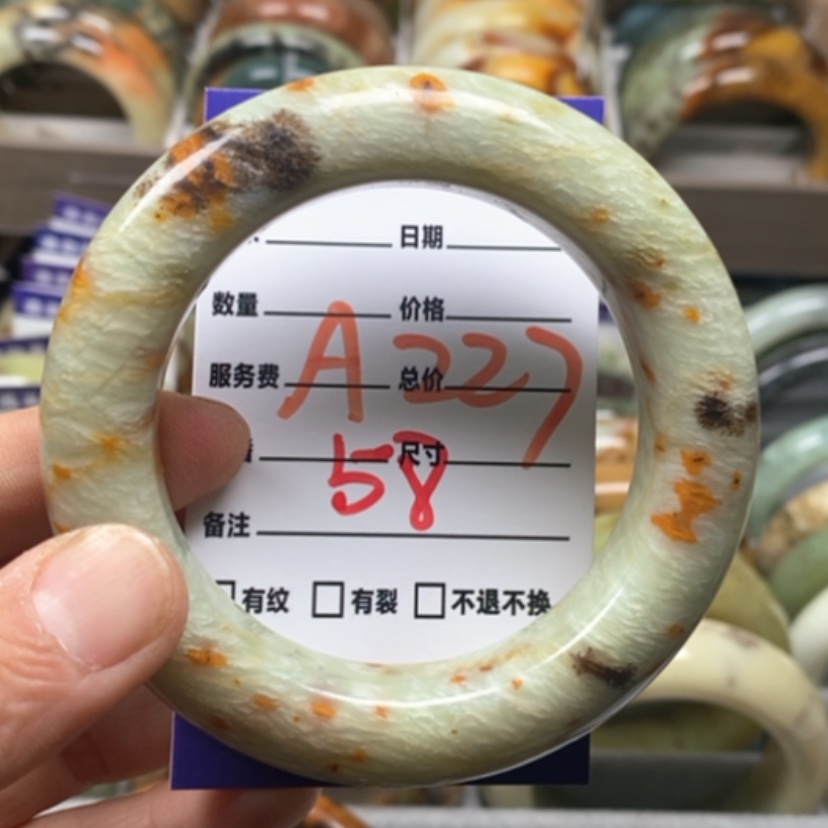 日期
数量 价格
服务费 总价
A227
尺寸
58
备注
有纹 有裂 不退不换